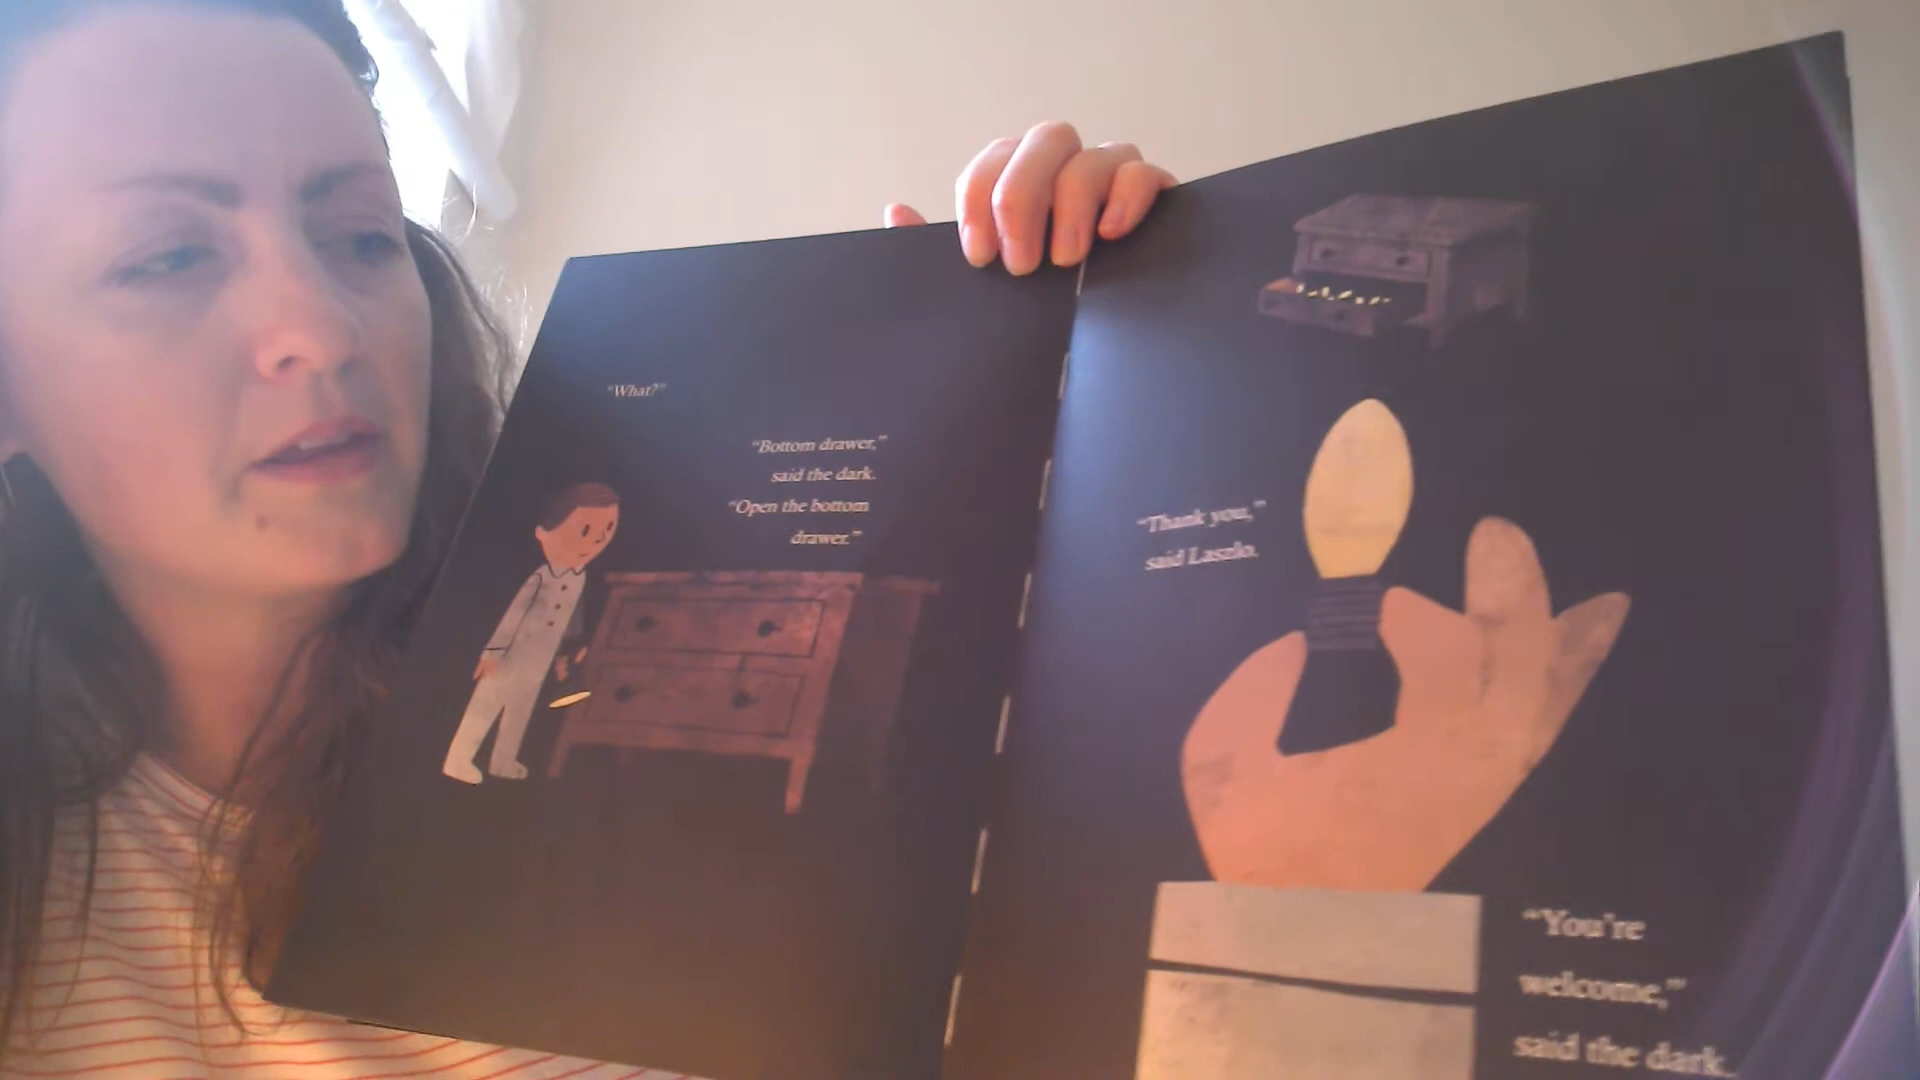 “What?”
“Bottom drawer,”
said the dark.
“Open the bottom
drawer.”
“Thank you,”
said Laszlo.
“You’re
welcome,”
said the dark.